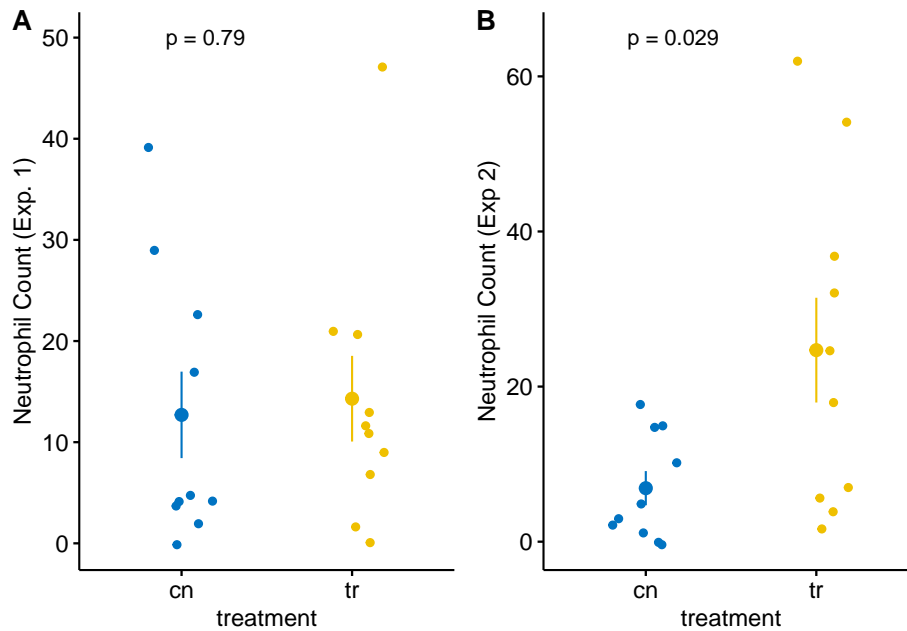 A
p = 0.79
Neutrophil Count (Exp. 1)
50
40
30
20
10
0
cn
tr
treatment
B
p = 0.029
Neutrophil Count (Exp 2)
60
40
20
0
cn
tr
treatment